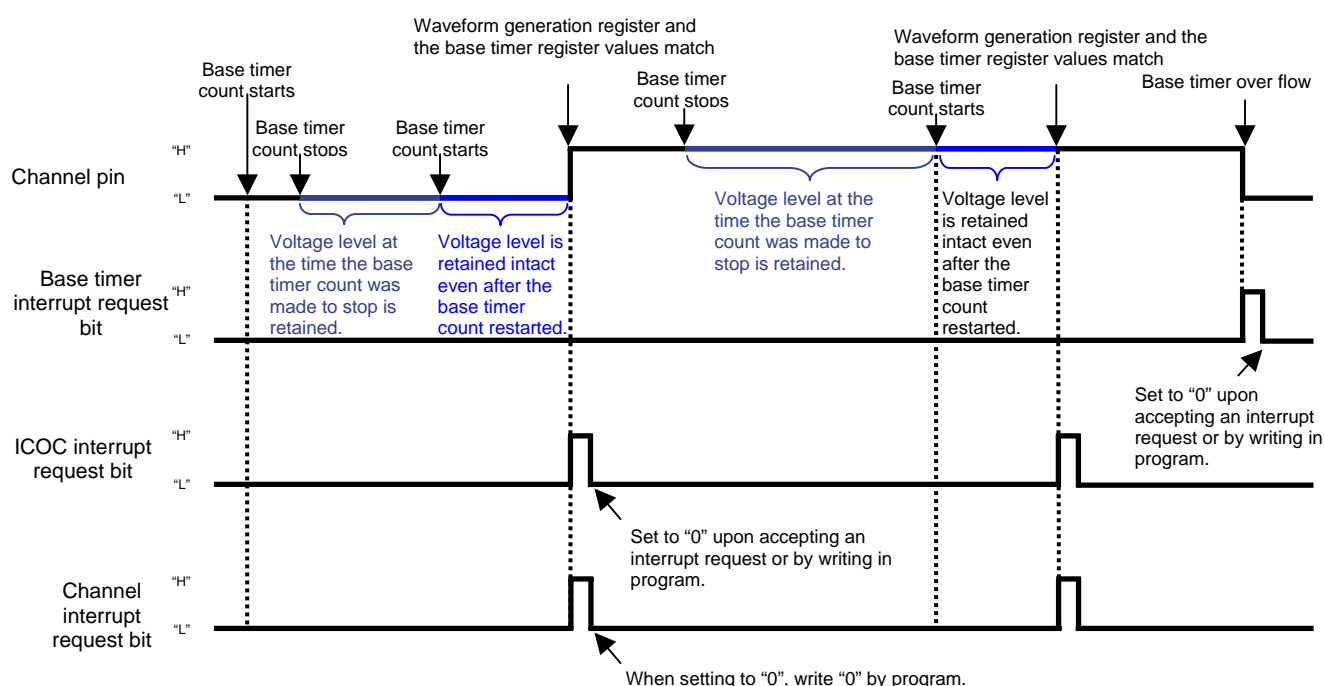 Waveform generation register and
the base timer register values match
Waveform generation register and the
base timer register values match
Base timer
count starts
Base timer
count stops
Base timer
count starts
Base timer over flow
Base timer
count stops
Base timer
count starts
Channel pin
“H”
“L”
Voltage level at
the time the base
timer count was
made to stop is
retained.
Voltage level is
retained intact
even after the
base timer
count restarted.
Voltage level at the
time the base timer
count was made to
stop is retained.
Voltage level
is retained
intact even
after the
base timer
count
restarted.
Base timer
interrupt request
bit
“H”
“L”
Set to “0” upon
accepting an interrupt
request or by writing in
program.
ICOC interrupt
request bit
“H”
“L”
Set to “0” upon accepting an
interrupt request or by writing in
program.
Channel
interrupt
request bit
“H”
“L”
When setting to “0”, write “0” by program.